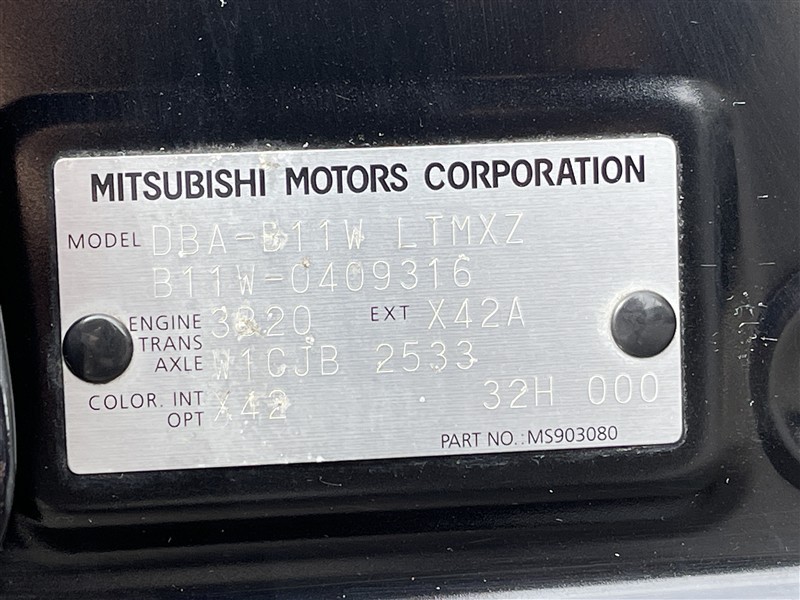 MITSUBISHI MOTORS CORPORATION
MODEL DBA-B11W LTMXZ
B11W-0409316
ENGINE 3B20 EXT X42A
TRANS
AXLE W1CJB 2533
COLOR. INT X42 32H 000
OPT
PART NO.: MS903080